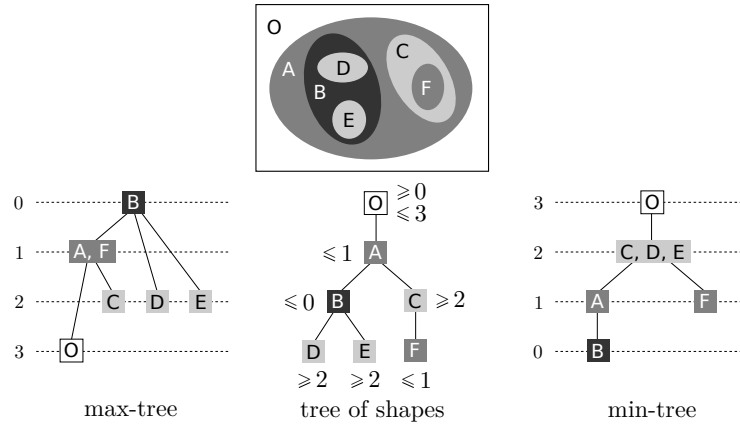 O
A
B
D
E
C
F
0
B
1
A, F
2
C
D
E
3
O
max-tree
O
⩾0
⩽3
⩽1
A
⩽0
B
C
⩾2
D
E
F
⩾2
⩾2
⩽1
tree of shapes
3
O
2
C, D, E
1
A
F
0
B
min-tree